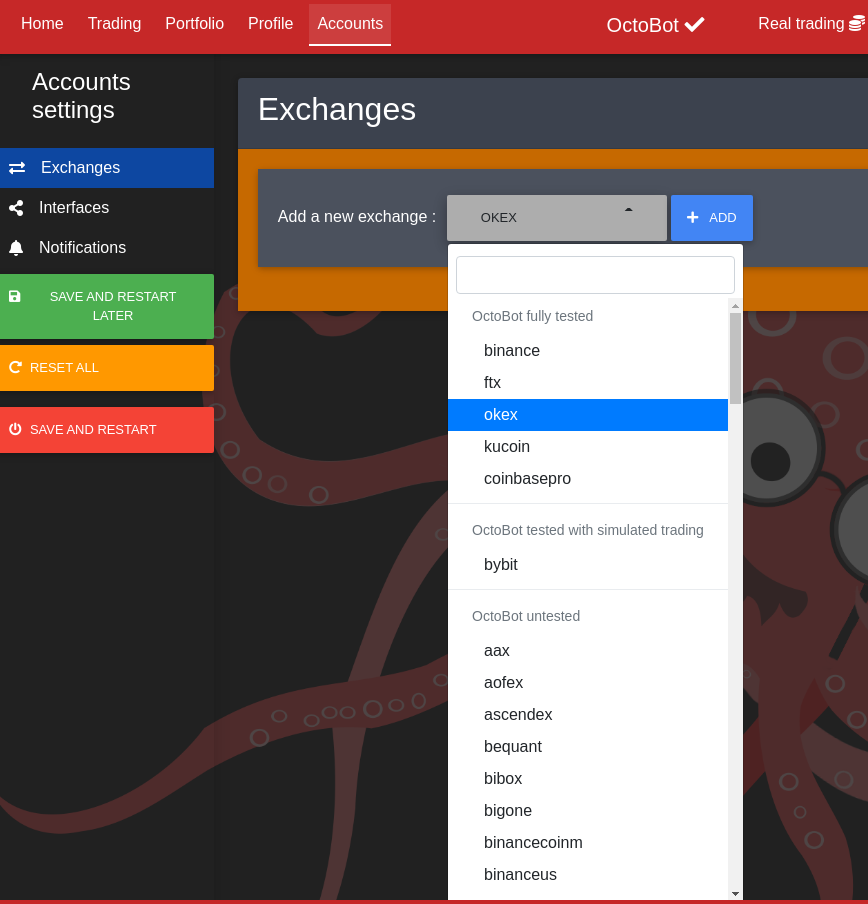 Home Trading Portfolio Profile Accounts OctoBot Real trading
Accounts
settings
Exchanges
Interfaces
Notifications
SAVE AND RESTART
LATER
RESET ALL
SAVE AND RESTART
Exchanges
Add a new exchange : OKEX ADD
OctoBot fully tested
binance
ftx
okex
kucoin
coinbasepro
OctoBot tested with simulated trading
bybit
OctoBot untested
aax
aofex
ascendex
bequant
bibox
bigone
binancecoinm
binanceus